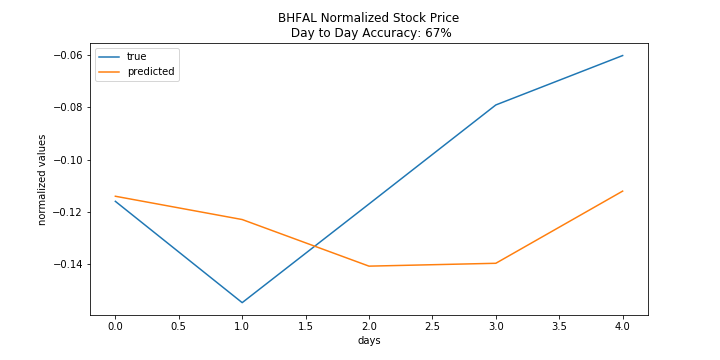 BHFAL Normalized Stock Price
Day to Day Accuracy: 67%
true
predicted
normalized values
−0.06
−0.08
−0.10
−0.12
−0.14
0.0 0.5 1.0 1.5 2.0 2.5 3.0 3.5 4.0
days